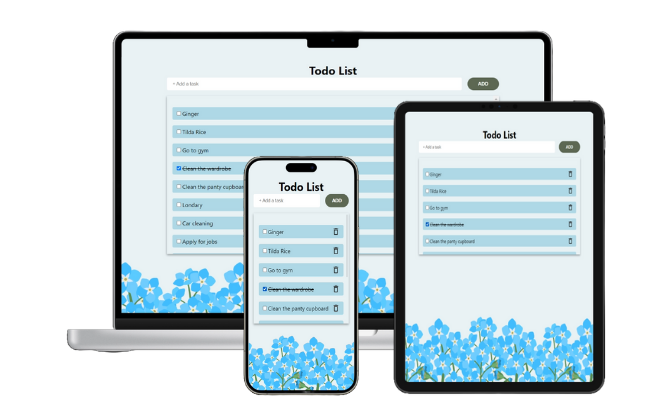 Todo List
+ Add a task
ADD
Ginger
Tilda Rice
Go to gym
Clean the wardrobe
Clean the panty cupboar
Londary
Car cleaning
Apply for jobs
Todo List
+ Add a task
ADD
Ginger
Tilda Rice
Go to gym
Clean the wardrobe
Clean the panty cupboard
Todo List
+ Add a task
ADD
Ginger
Tilda Rice
Go to gym
Clean the wardrobe
Clean the panty cupboard